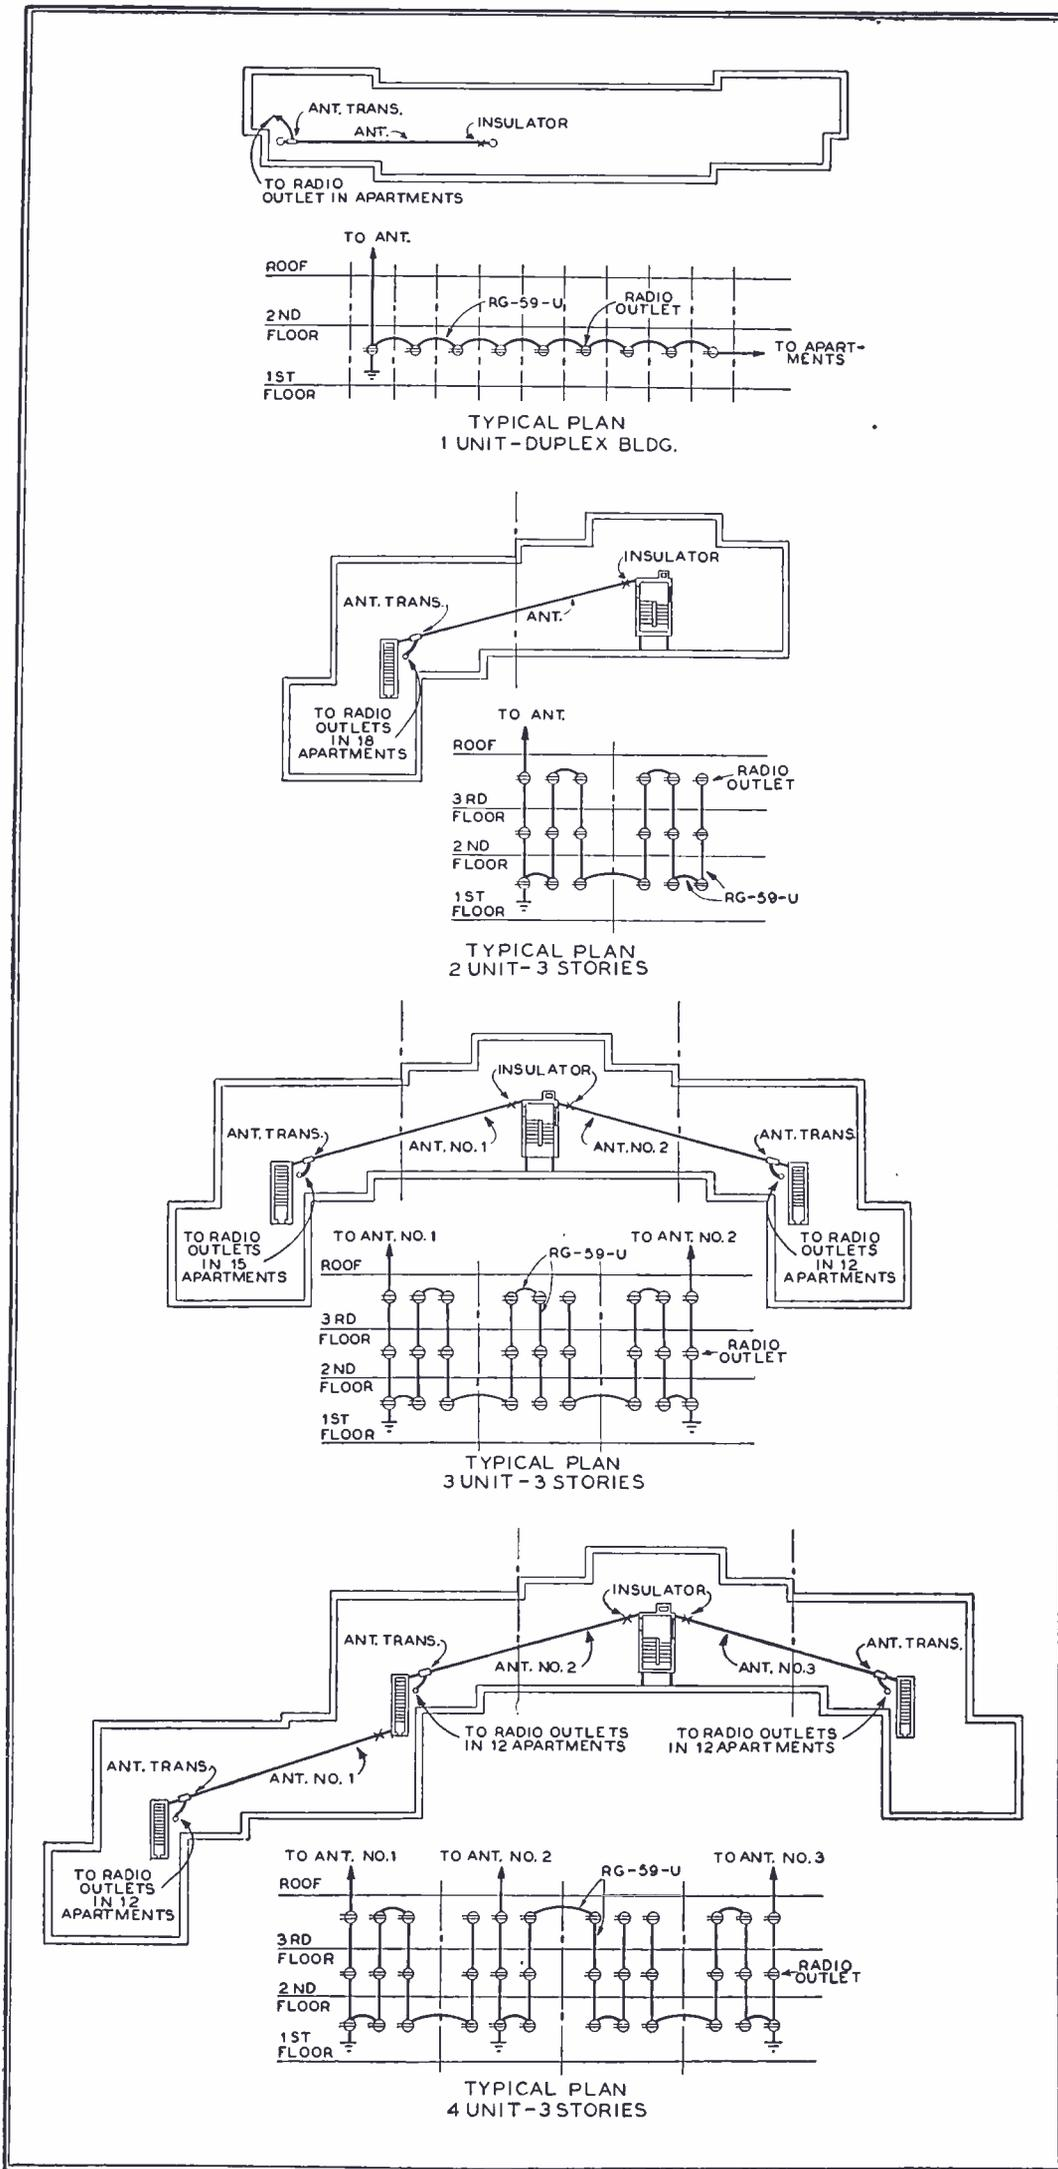 ANT. TRANS.
ANT.
INSULATOR
TO RADIO
OUTLET IN APARTMENTS
TO ANT.
ROOF
RG-59-U
RADIO
OUTLET
2ND
FLOOR
TO APART-
MENTS
1ST
FLOOR
TYPICAL PLAN
1 UNIT-DUPLEX BLDG.
INSULATOR
ANT. TRANS.
ANT.
TO RADIO
OUTLETS
IN 18
APARTMENTS
TO ANT.
ROOF
RADIO
OUTLET
3RD
FLOOR
2ND
FLOOR
1ST
FLOOR
RG-59-U
TYPICAL PLAN
2 UNIT-3 STORIES
INSULATOR
ANT. TRANS.
ANT. NO. 1
ANT. NO. 2
ANT. TRANS.
TO RADIO
OUTLETS
IN 15
APARTMENTS
TO ANT. NO. 1
RG-59-U
TO ANT. NO. 2
TO RADIO
OUTLETS
IN 12
APARTMENTS
ROOF
3RD
FLOOR
RADIO
OUTLET
2ND
FLOOR
1ST
FLOOR
TYPICAL PLAN
3 UNIT-3 STORIES
INSULATOR
ANT. TRANS.
ANT. NO. 2
ANT. NO. 3
ANT. TRANS.
TO RADIO OUTLETS
IN 12 APARTMENTS
TO RADIO OUTLETS
IN 12 APARTMENTS
ANT. TRANS.
ANT. NO. 1
TO RADIO
OUTLETS
IN 12
APARTMENTS
TO ANT. NO. 1
TO ANT. NO. 2
RG-59-U
TO ANT. NO. 3
ROOF
3RD
FLOOR
RADIO
OUTLET
2ND
FLOOR
1ST
FLOOR
TYPICAL PLAN
4 UNIT-3 STORIES